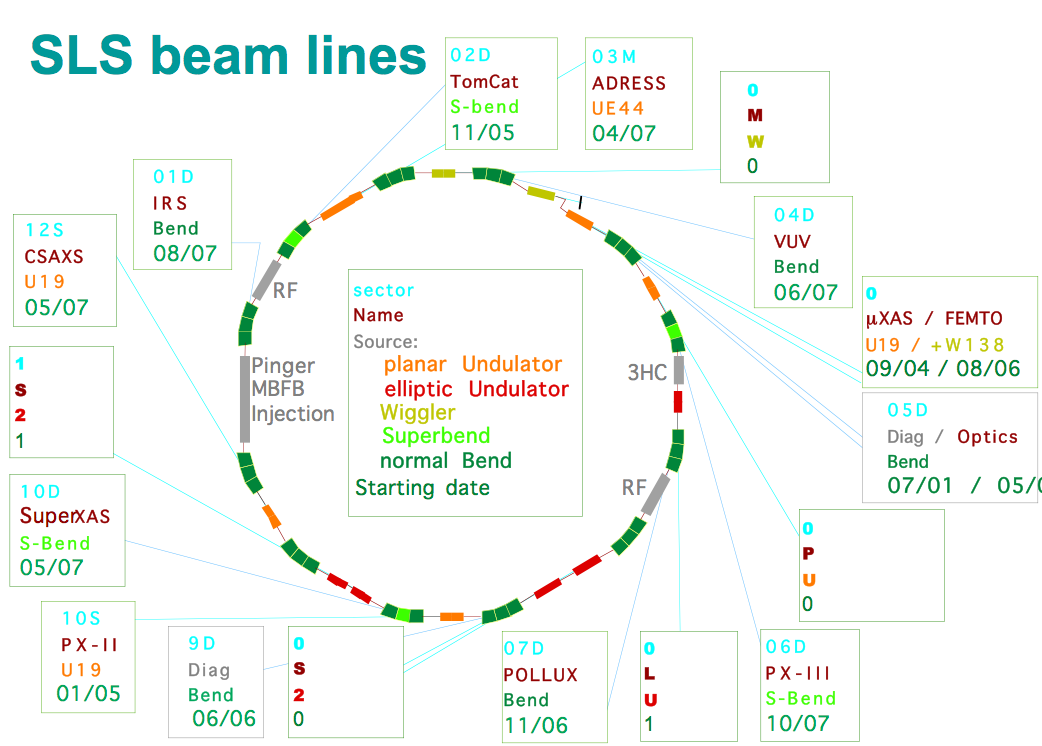 SLS beam lines
02D
TomCat
S-bend
11/05
03M
ADRESS
UE44
04/07
0
M
W
0
01D
IRS
Bend
08/07
12S
CSAXS
U19
05/07
04D
VUV
Bend
06/07
RF
sector
Name
Source:
planar Undulator
elliptic Undulator
Wiggler
Superbend
normal Bend
Starting date
0
µXAS / FEMTO
U19 / +W138
09/04 / 08/06
1
S
2
1
Pinger
MBFB
Injection
3HC
05D
Diag / Optics
Bend
07/01 / 05/0
10D
SuperXAS
S-Bend
05/07
RF
0
P
U
0
10S
PX-II
U19
01/05
9D
Diag
Bend
06/06
0
S
2
0
07D
POLLUX
Bend
11/06
0
L
U
1
06D
PX-III
S-Bend
10/07